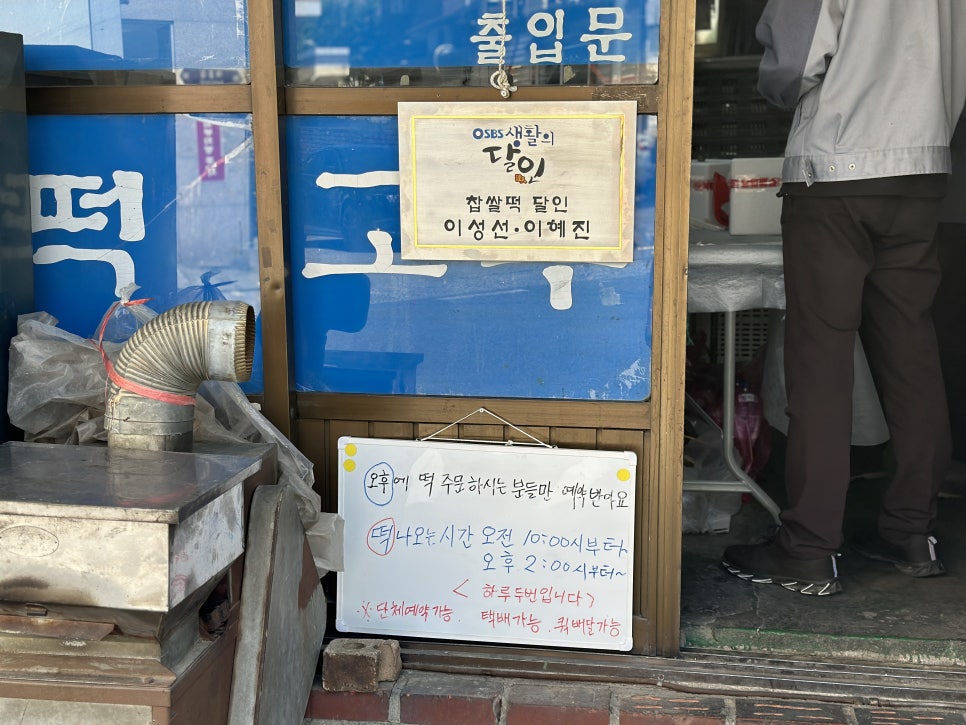 출입문
떡
SBS 생활의
달인
찹쌀떡 달인
이성선·이혜진
오후에 떡 주문하시는 분들만 예약받아요
떡 나오는 시간 오전 10:00시부터,
오후 2:00시부터~
< 하루 두번입니다 >
※ 단체예약가능. 택배가능. 퀵배달가능